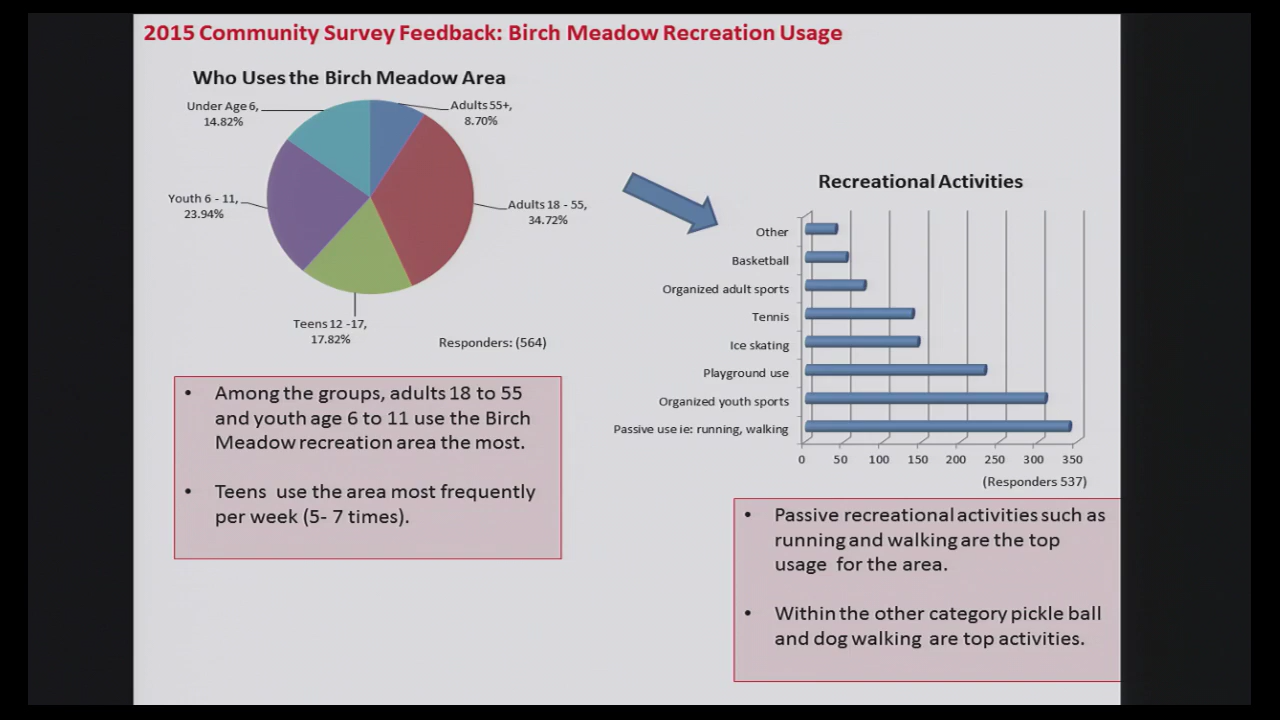 2015 Community Survey Feedback: Birch Meadow Recreation Usage
Who Uses the Birch Meadow Area
Under Age 6,
14.82%
Adults 55+,
8.70%
Youth 6 - 11,
23.94%
Adults 18 - 55,
34.72%
Teens 12 -17,
17.82%
Responders: (564)
• Among the groups, adults 18 to 55
and youth age 6 to 11 use the Birch
Meadow recreation area the most.
• Teens use the area most frequently
per week (5- 7 times).
Recreational Activities
Other
Basketball
Organized adult sports
Tennis
Ice skating
Playground use
Organized youth sports
Passive use ie: running, walking
0 50 100 150 200 250 300 350
(Responders 537)
• Passive recreational activities such as
running and walking are the top
usage for the area.
• Within the other category pickle ball
and dog walking are top activities.